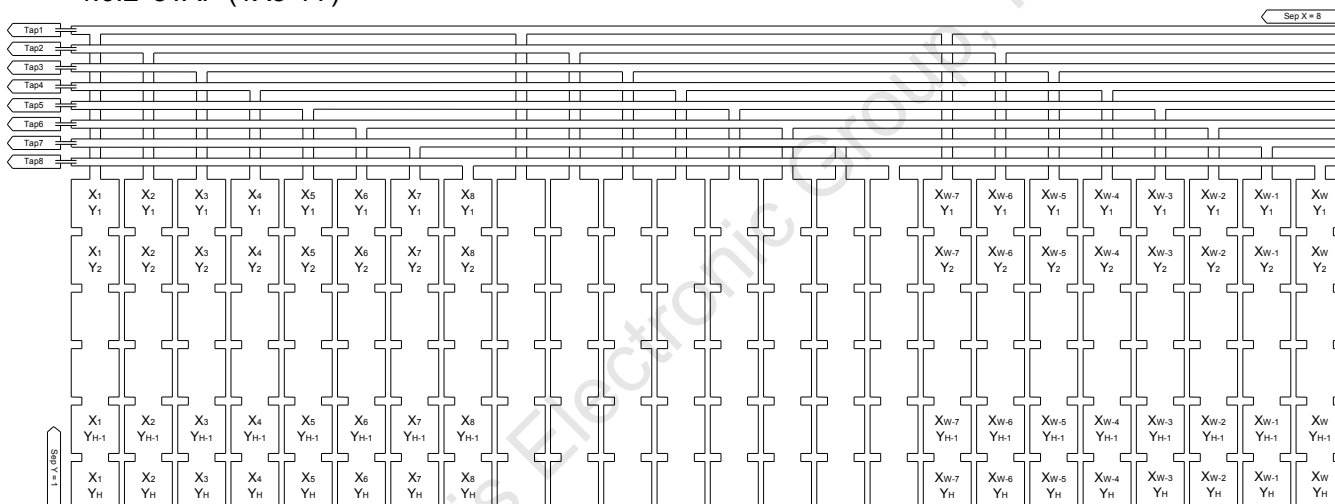 Sep X = 8
Tap1
Tap2
Tap3
Tap4
Tap5
Tap6
Tap7
Tap8
X1 X2 X3 X4 X5 X6 X7 X8 XW-7 XW-6 XW-5 XW-4 XW-3 XW-2 XW-1 XW
Y1 Y1 Y1 Y1 Y1 Y1 Y1 Y1 Y1 Y1 Y1 Y1 Y1 Y1 Y1 Y1
X1 X2 X3 X4 X5 X6 X7 X8 XW-7 XW-6 XW-5 XW-4 XW-3 XW-2 XW-1 XW
Y2 Y2 Y2 Y2 Y2 Y2 Y2 Y2 Y2 Y2 Y2 Y2 Y2 Y2 Y2 Y2
X1 X2 X3 X4 X5 X6 X7 X8 XW-7 XW-6 XW-5 XW-4 XW-3 XW-2 XW-1 XW
YH-1 YH-1 YH-1 YH-1 YH-1 YH-1 YH-1 YH-1 YH-1 YH-1 YH-1 YH-1 YH-1 YH-1 YH-1 YH-1
Sep Y = 1
X1 X2 X3 X4 X5 X6 X7 X8 XW-7 XW-6 XW-5 XW-4 XW-3 XW-2 XW-1 XW
YH YH YH YH YH YH YH YH YH YH YH YH YH YH YH YH
Electronic Group,